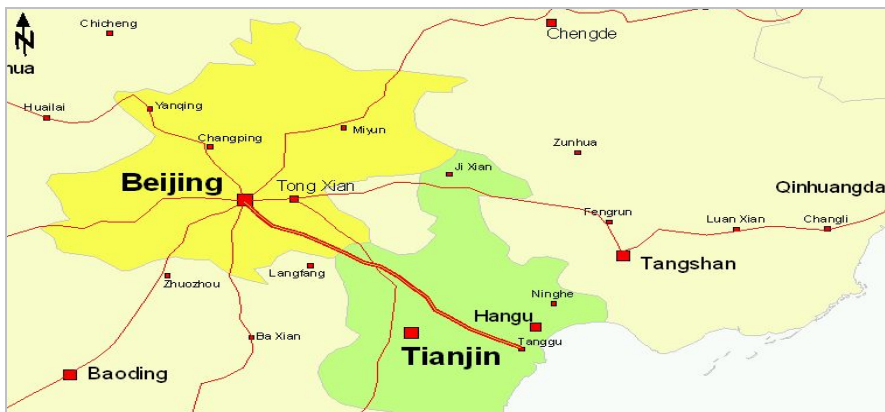 Chicheng
N
Chengde
hua
Huailai
Yanqing
Miyun
Changping
Zunhua
Ji Xian
Beijing
Tong Xian
Qinhuangda
Fengrun
Luan Xian
Changli
Tangshan
Langfang
Zhuozhou
Ninghe
Hangu
Ba Xian
Tanggu
Tianjin
Baoding